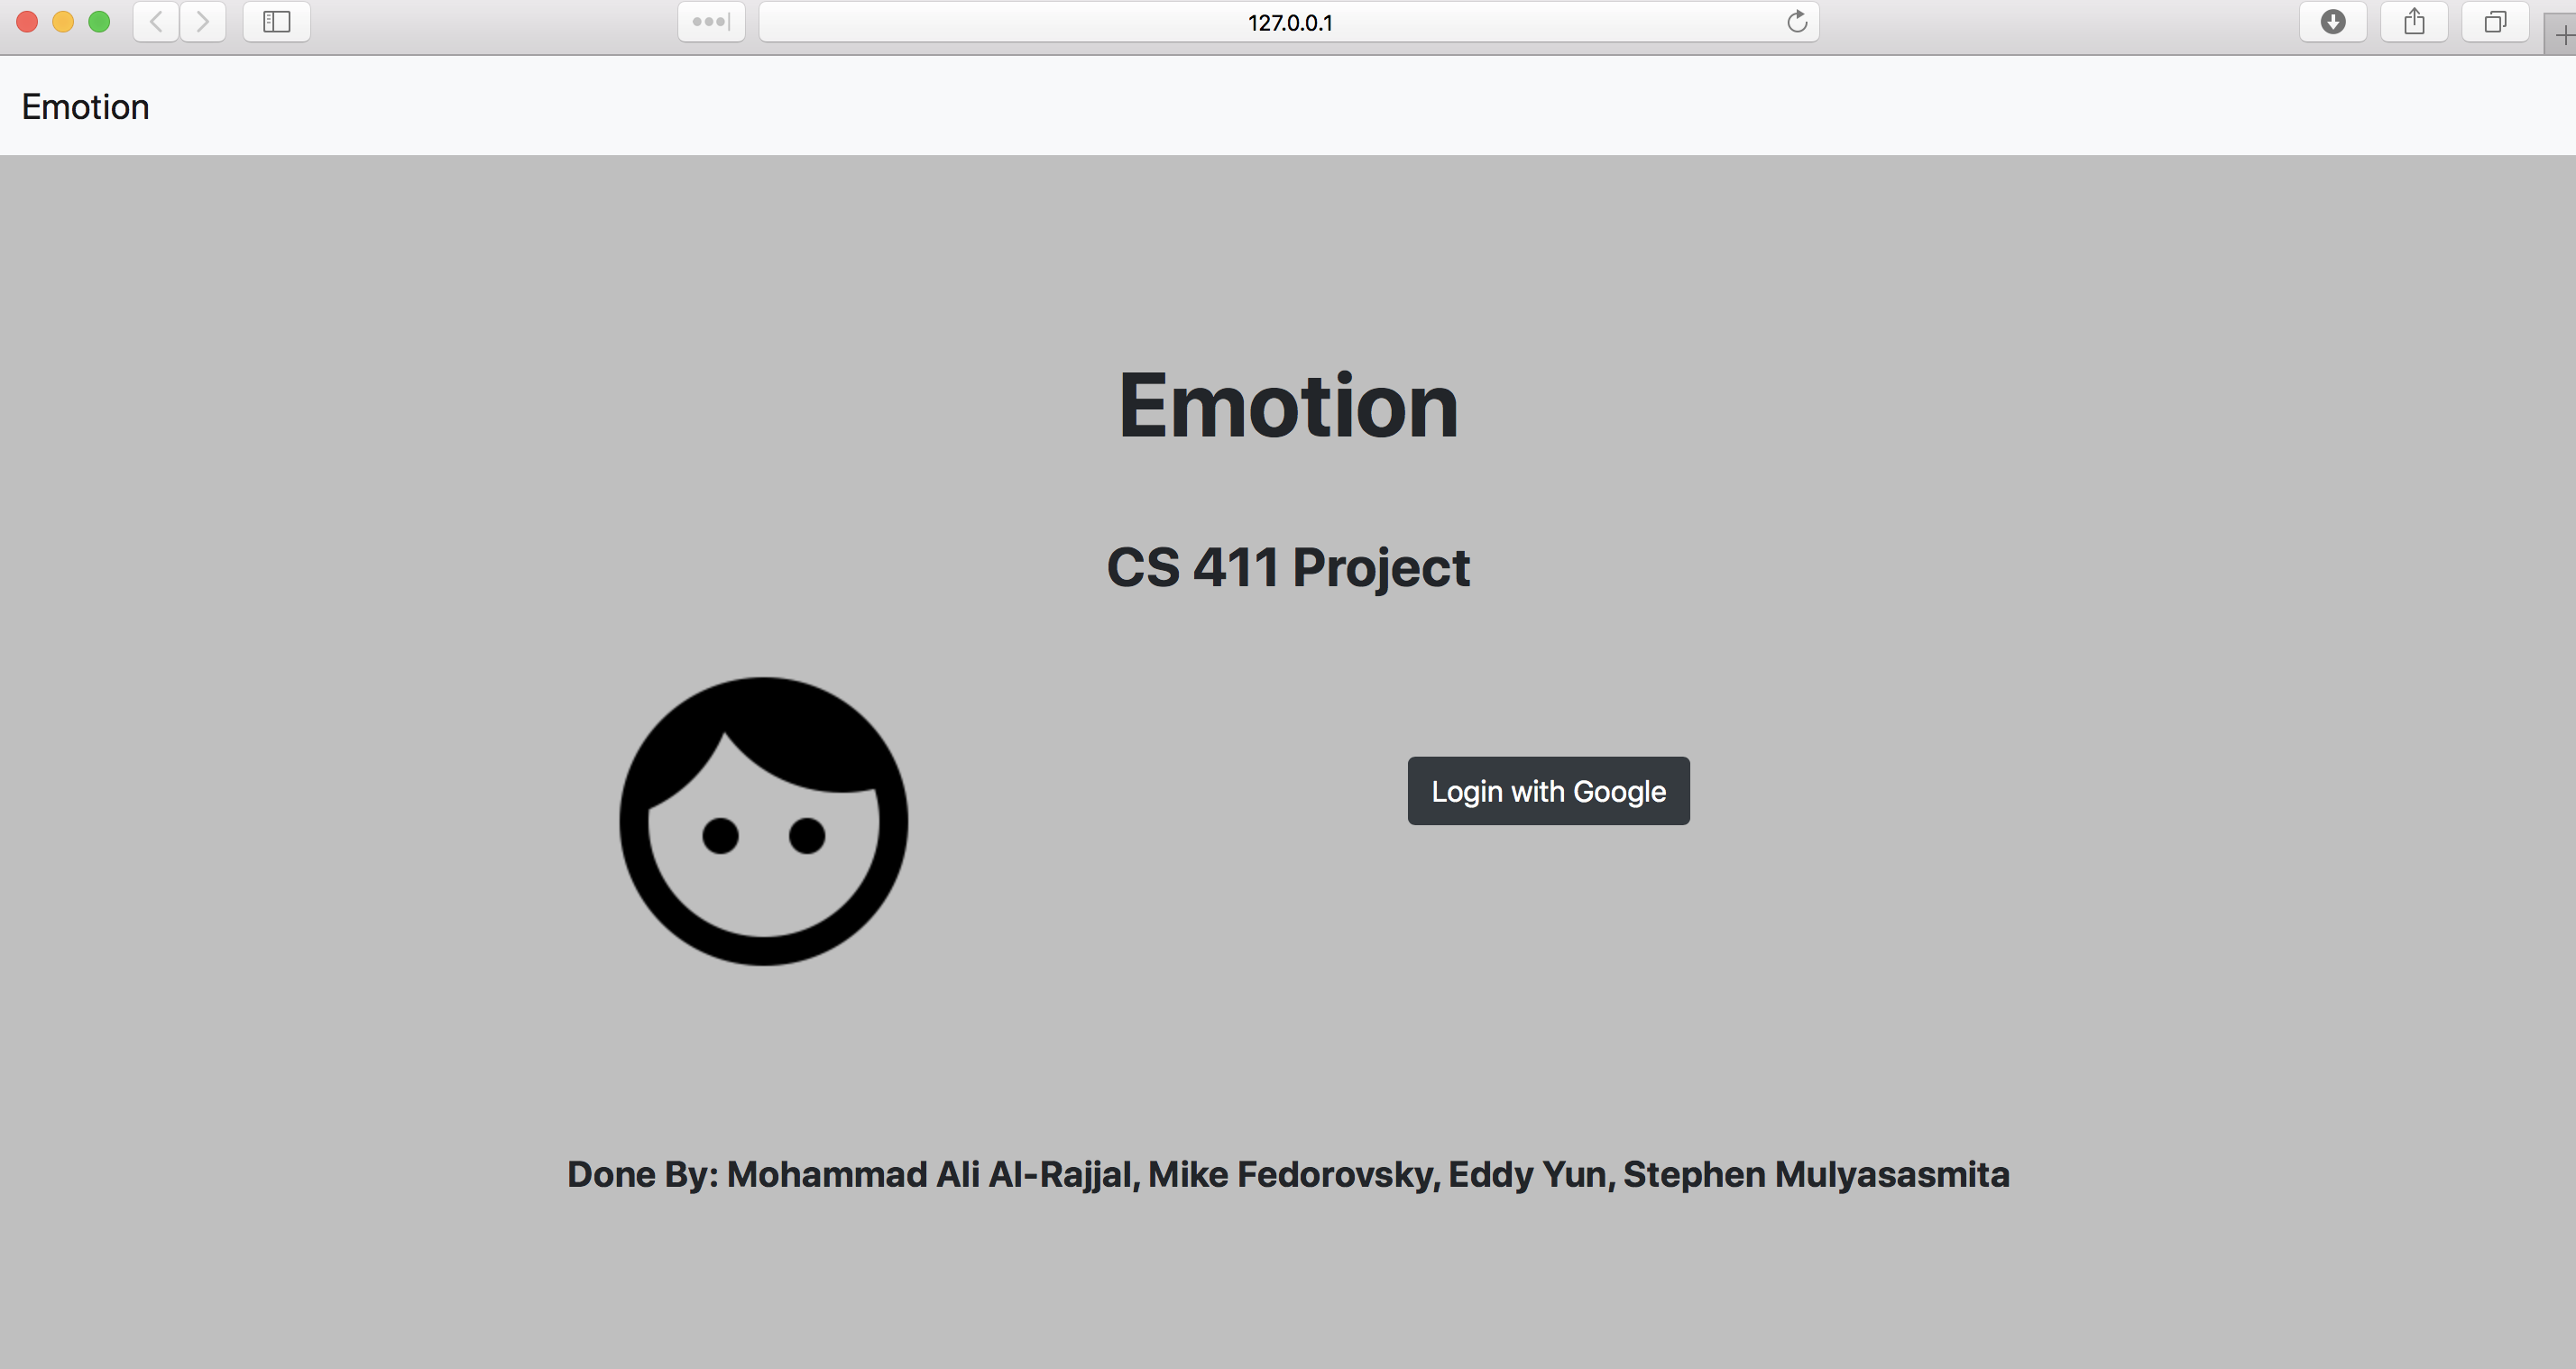 127.0.0.1
Emotion
Emotion
CS 411 Project
Login with Google
Done By: Mohammad Ali Al-Rajjal, Mike Fedorovsky, Eddy Yun, Stephen Mulyasasmita